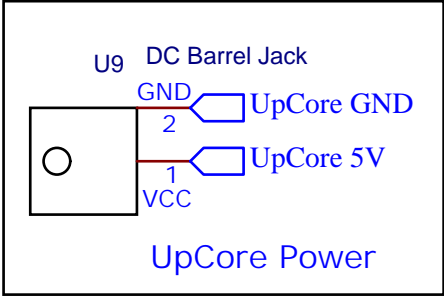 U9 DC Barrel Jack
GND
UpCore GND
2
UpCore 5V
1
VCC
UpCore Power